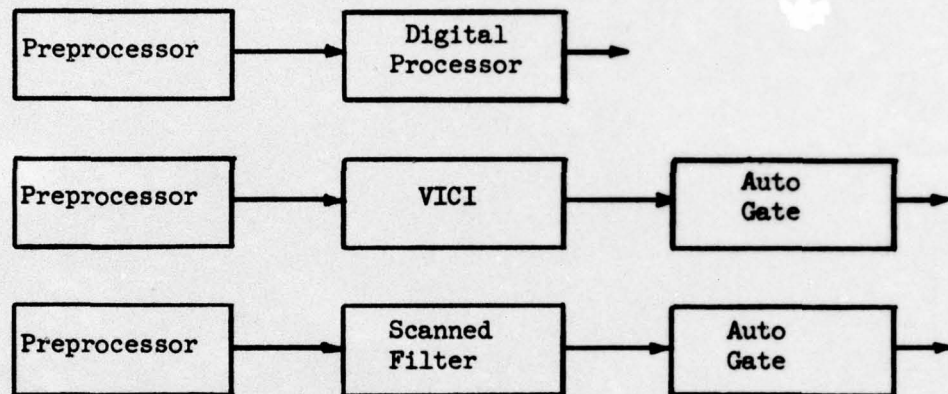 Preprocessor
Digital
Processor
Preprocessor
VICI
Auto
Gate
Preprocessor
Scanned
Filter
Auto
Gate